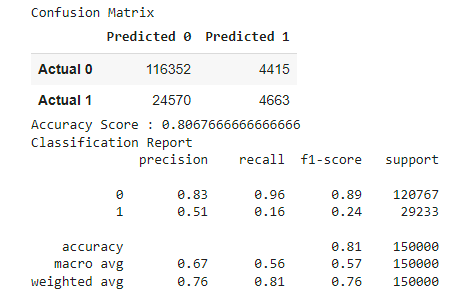 Confusion Matrix
Predicted 0 Predicted 1
Actual 0 116352 4415
Actual 1 24570 4663
Accuracy Score : 0.8067666666666666
Classification Report
precision recall f1-score support
0 0.83 0.96 0.89 120767
1 0.51 0.16 0.24 29233
accuracy 0.81 150000
macro avg 0.67 0.56 0.57 150000
weighted avg 0.76 0.81 0.76 150000